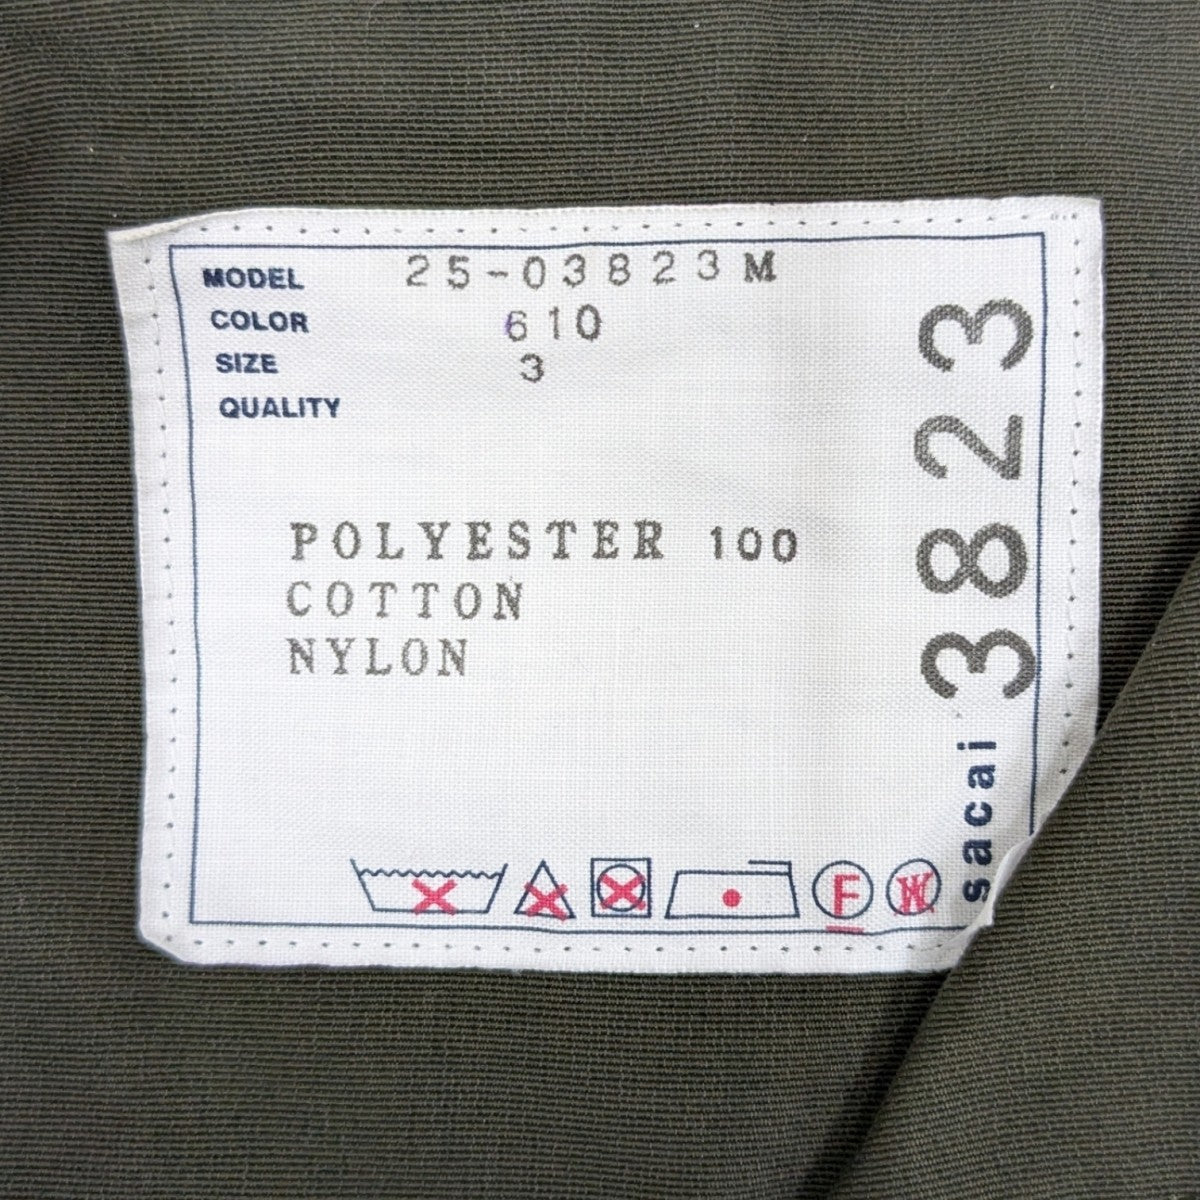 MODEL 25-03823M
COLOR 610
SIZE 3
QUALITY
POLYESTER 100
COTTON
NYLON
F
W
sacai 3823